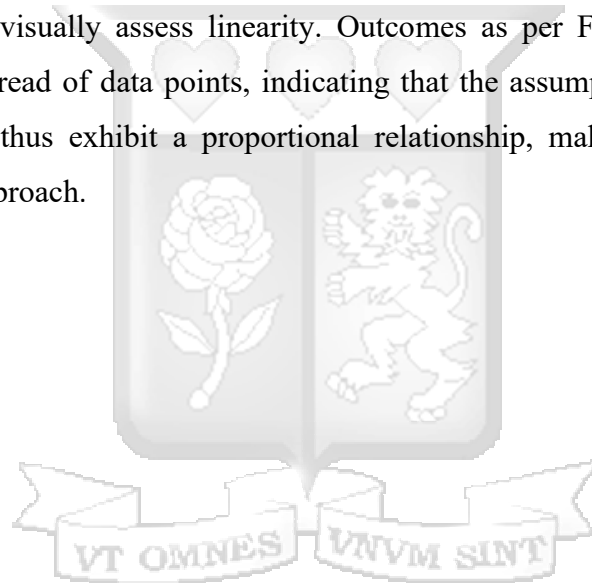 visually assess linearity. Outcomes as per F
read of data points, indicating that the assump
thus exhibit a proportional relationship, mak
proach.
VT OMNES VNVM SINT